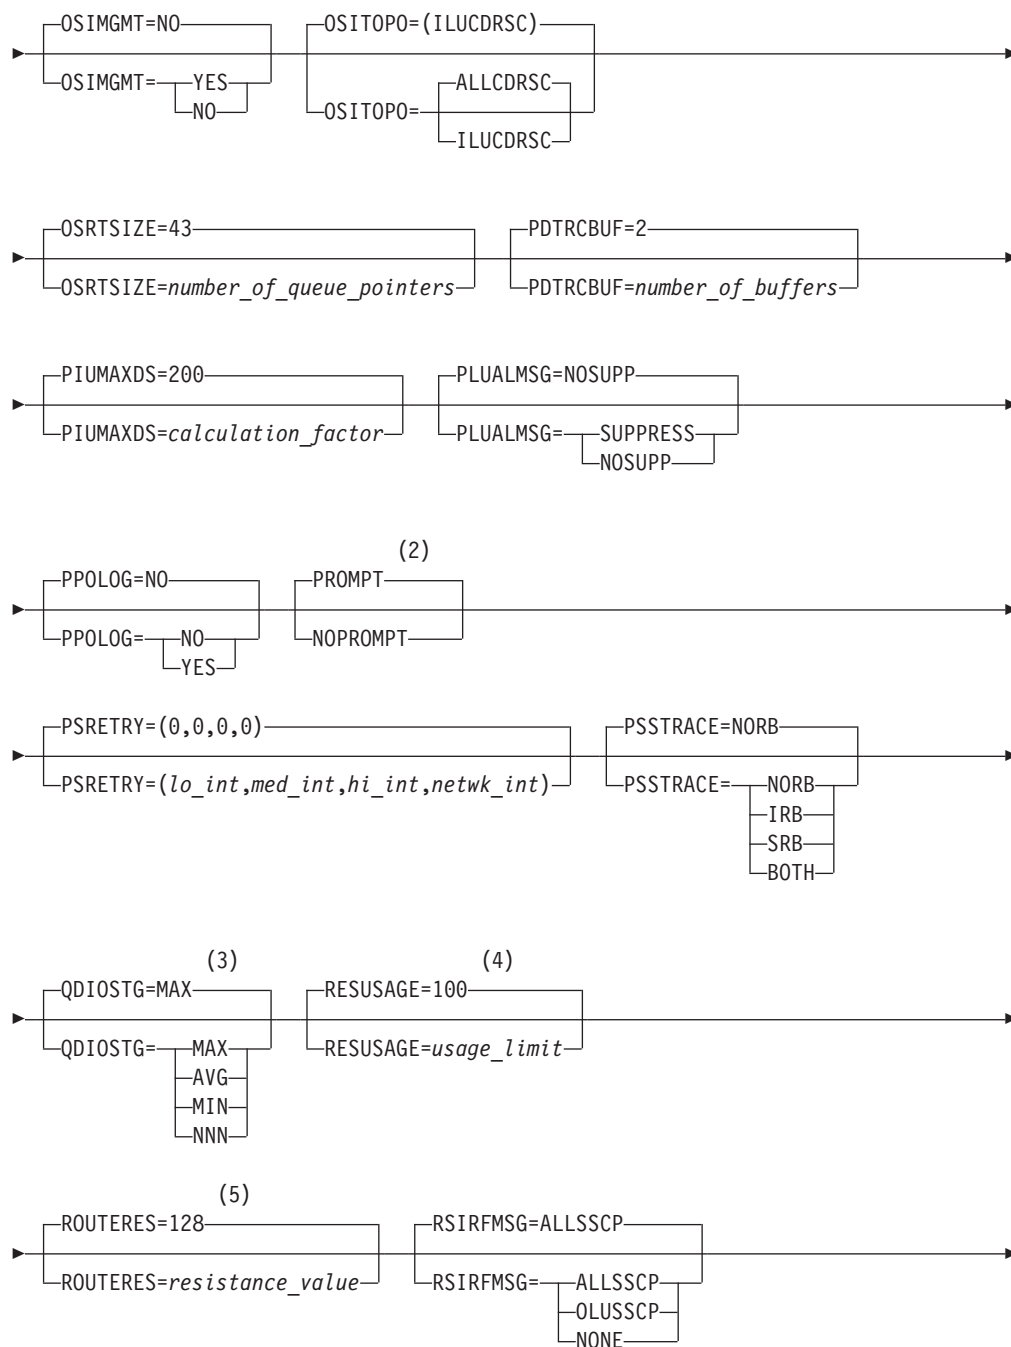 OSIMGMT=NO OSITOPO=(ILUCDRSC)
OSIMGMT= YES ALLCDRSC
NO OSITOPO=
ILUCDRSC
OSRTSIZE=43 PDTRCBUF=2
OSRTSIZE=number_of_queue_pointers PDTRCBUF=number_of_buffers
PIUMAXDS=200 PLUALMSG=NOSUPP
PIUMAXDS=calculation_factor PLUALMSG= SUPPRESS
NOSUPP
(2)
PPOLOG=NO PROMPT
PPOLOG= NO NOPROMPT
YES
PSRETRY=(0,0,0,0) PSSTRACE=NORB
PSRETRY=(lo_int,med_int,hi_int,netwk_int) PSSTRACE= NORB
IRB
SRB
BOTH
(3) (4)
QDIOSTG=MAX RESUSAGE=100
QDIOSTG= MAX RESUSAGE=usage_limit
AVG
MIN
NNN
(5)
ROUTERES=128 RSIRFMSG=ALLSSCP
ROUTERES=resistance_value RSIRFMSG= ALLSSCP
OLUSSCP
NONE